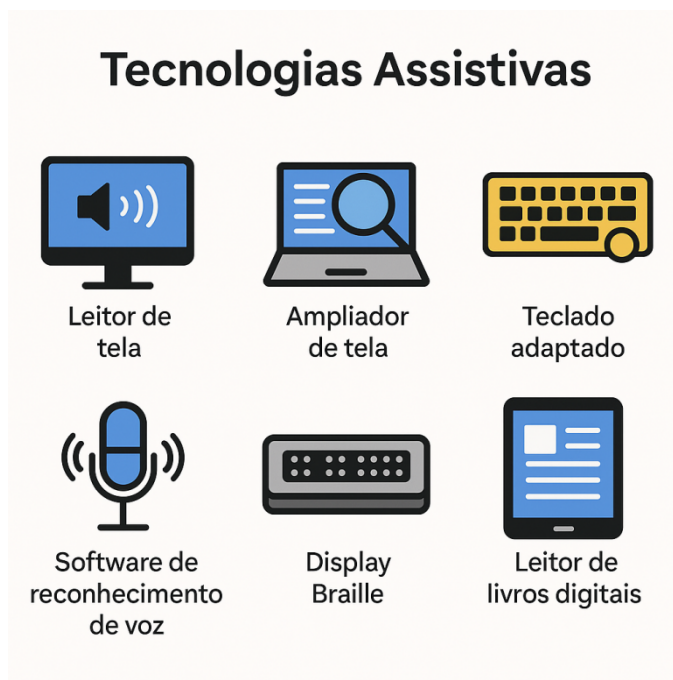 Tecnologias Assistivas
Leitor de
tela
Ampliador
de tela
Teclado
adaptado
Software de
reconhecimento
de voz
Display
Braille
Leitor de
livros digitais